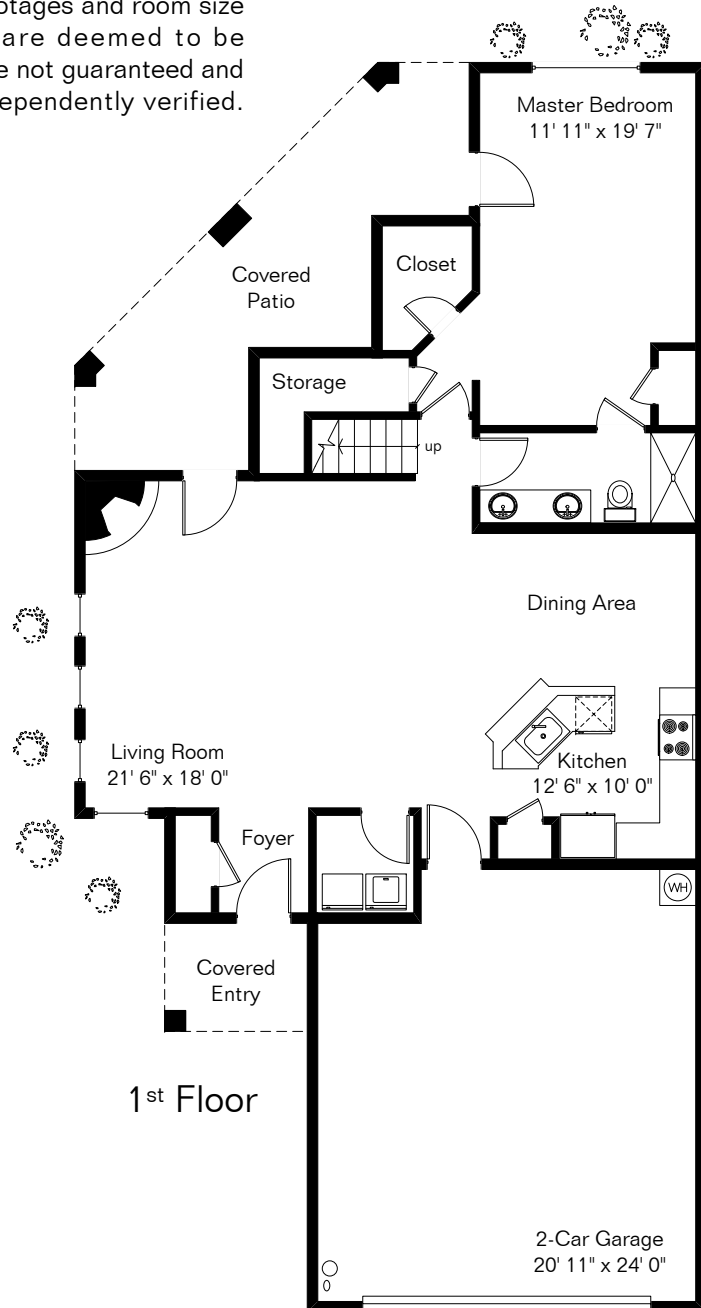 and room size
are deemed to be
not guaranteed and
verified.
Master Bedroom
11' 11" x 19' 7"
Closet
Covered
Patio
Storage
up
Dining Area
Living Room
21' 6" x 18' 0"
Kitchen
12' 6" x 10' 0"
Foyer
WH
Covered
Entry
1st Floor
2-Car Garage
20' 11" x 24' 0"